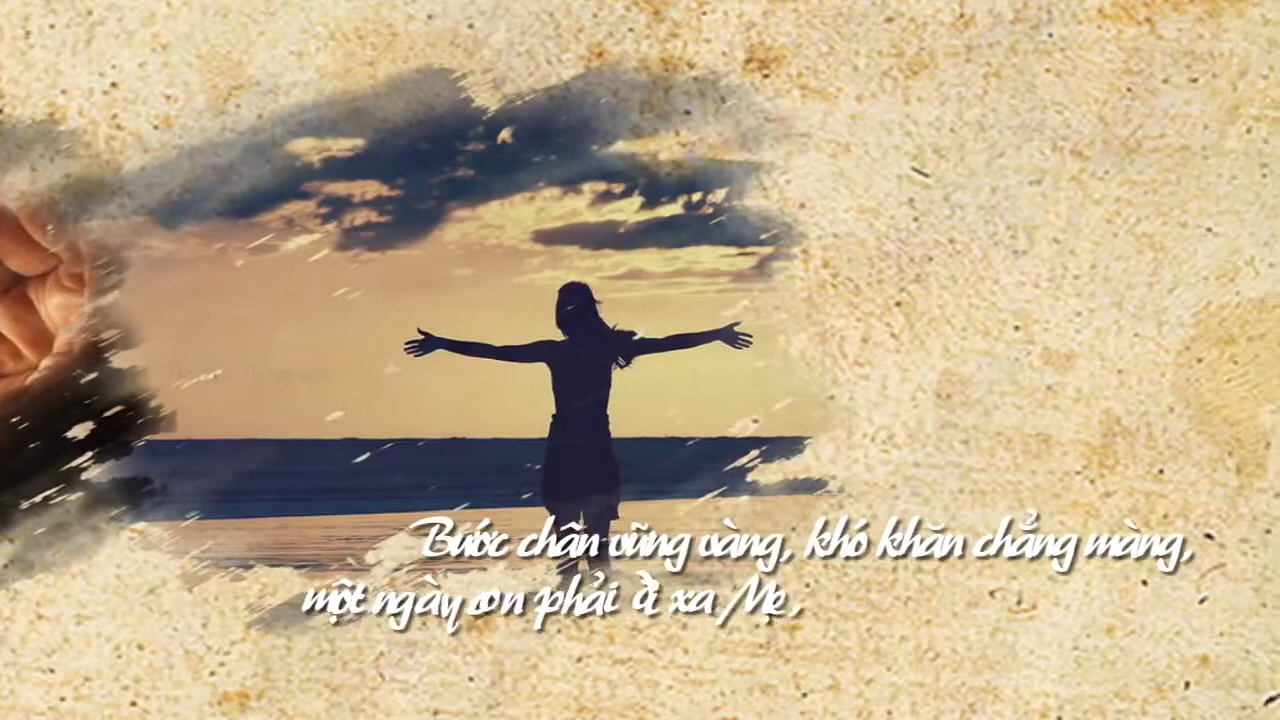 Bước chân vững vàng, khó khăn chẳng màng,
một ngày con phải đi xa Mẹ,